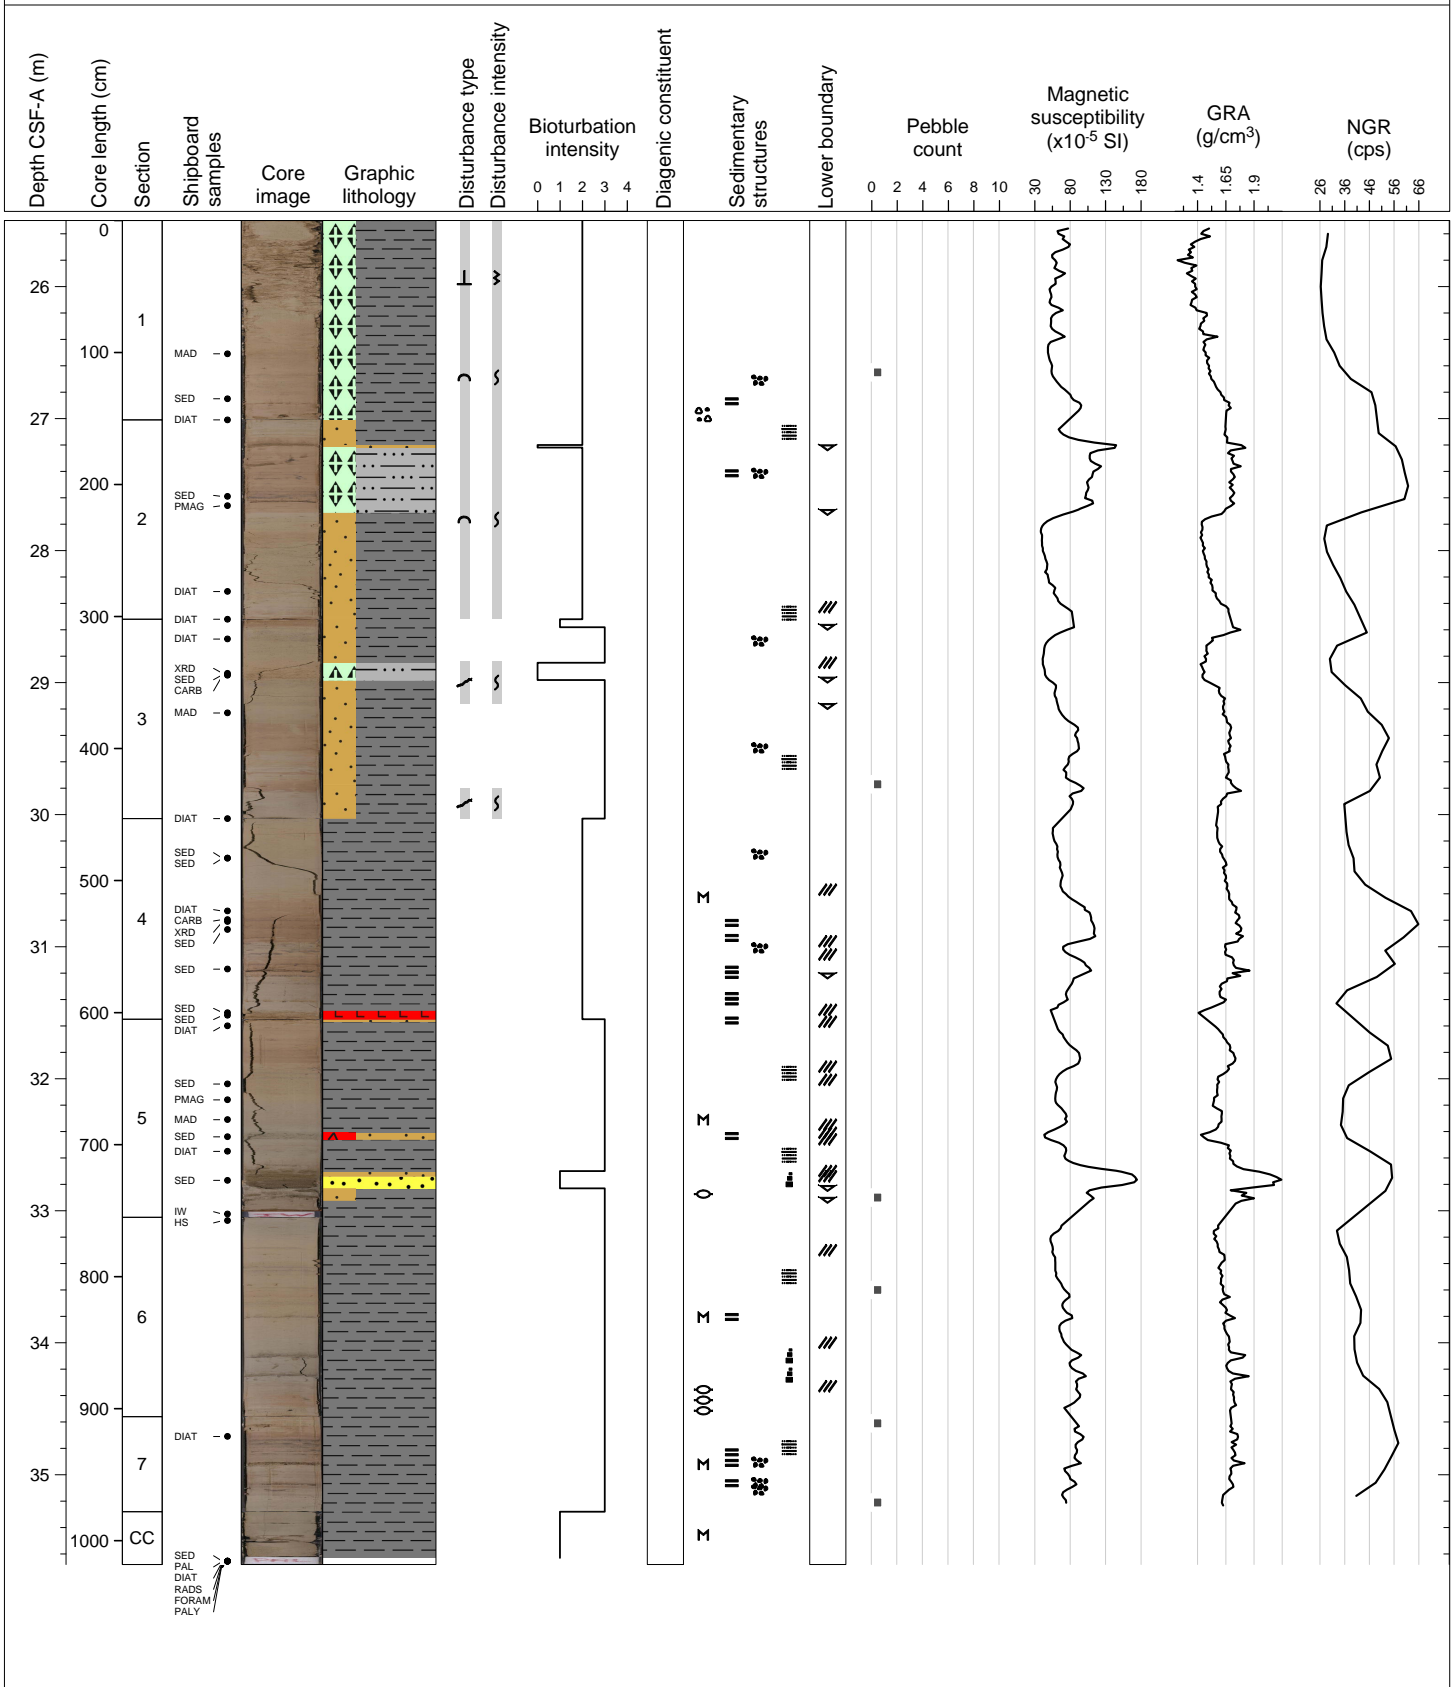 Depth CSF-A (m)
Core length (cm)
Section
Shipboard
samples
Core
image
Graphic
lithology
Disturbance type
Disturbance intensity
Bioturbation
intensity
0 1 2 3 4
Diagenic constituent
Sedimentary
structures
Lower boundary
Pebble
count
0 2 4 6 8 10
Magnetic
susceptibility
(x10-5 SI)
30 80 130 180
GRA
(g/cm3)
1.4 1.65 1.9
NGR
(cps)
26 36 46 56 66
0
26
1
100
MAD
SED
27
DIAT
200
SED
PMAG
2
28
DIAT
300
DIAT
DIAT
XRD
SED
CARB
29
MAD
3
400
30
DIAT
SED
SED
500
M
DIAT
CARB
XRD
SED
4
31
SED
SED
SED
DIAT
600
32
SED
PMAG
MAD
5
M
SED
DIAT
700
SED
33
IW
HS
800
6
M
34
900
DIAT
7
M
35
CC
M
1000
SED
PAL
DIAT
RADS
FORAM
PALY